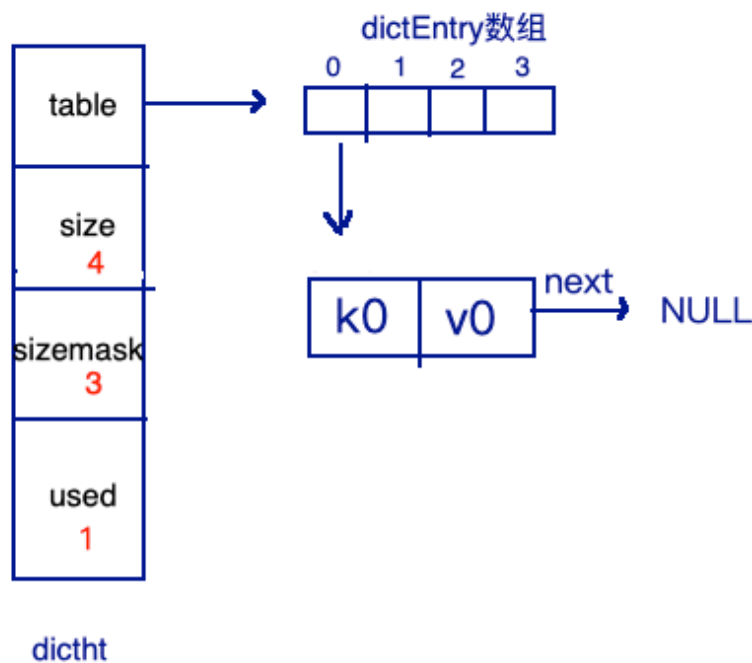 dictEntry数组
0 1 2 3
table
size
4
k0 v0 next NULL
sizemask
3
used
1
dictht